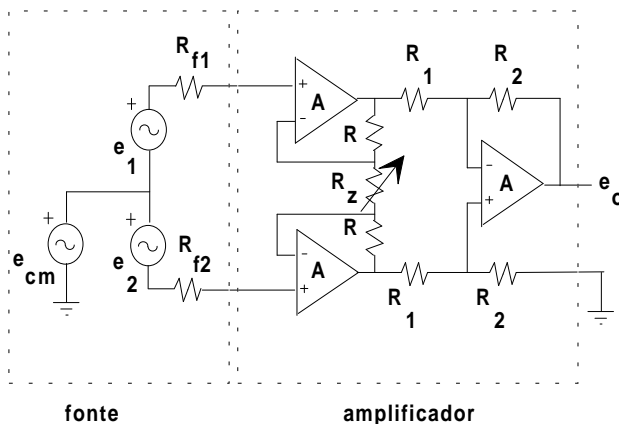 R f1
R 1
R 2
+
+ A
-
e 1
R
R z
- A
+ e o
+
e cm
+
e 2
R f2
R
- A
+
R 1
R 2
fonte
amplificador